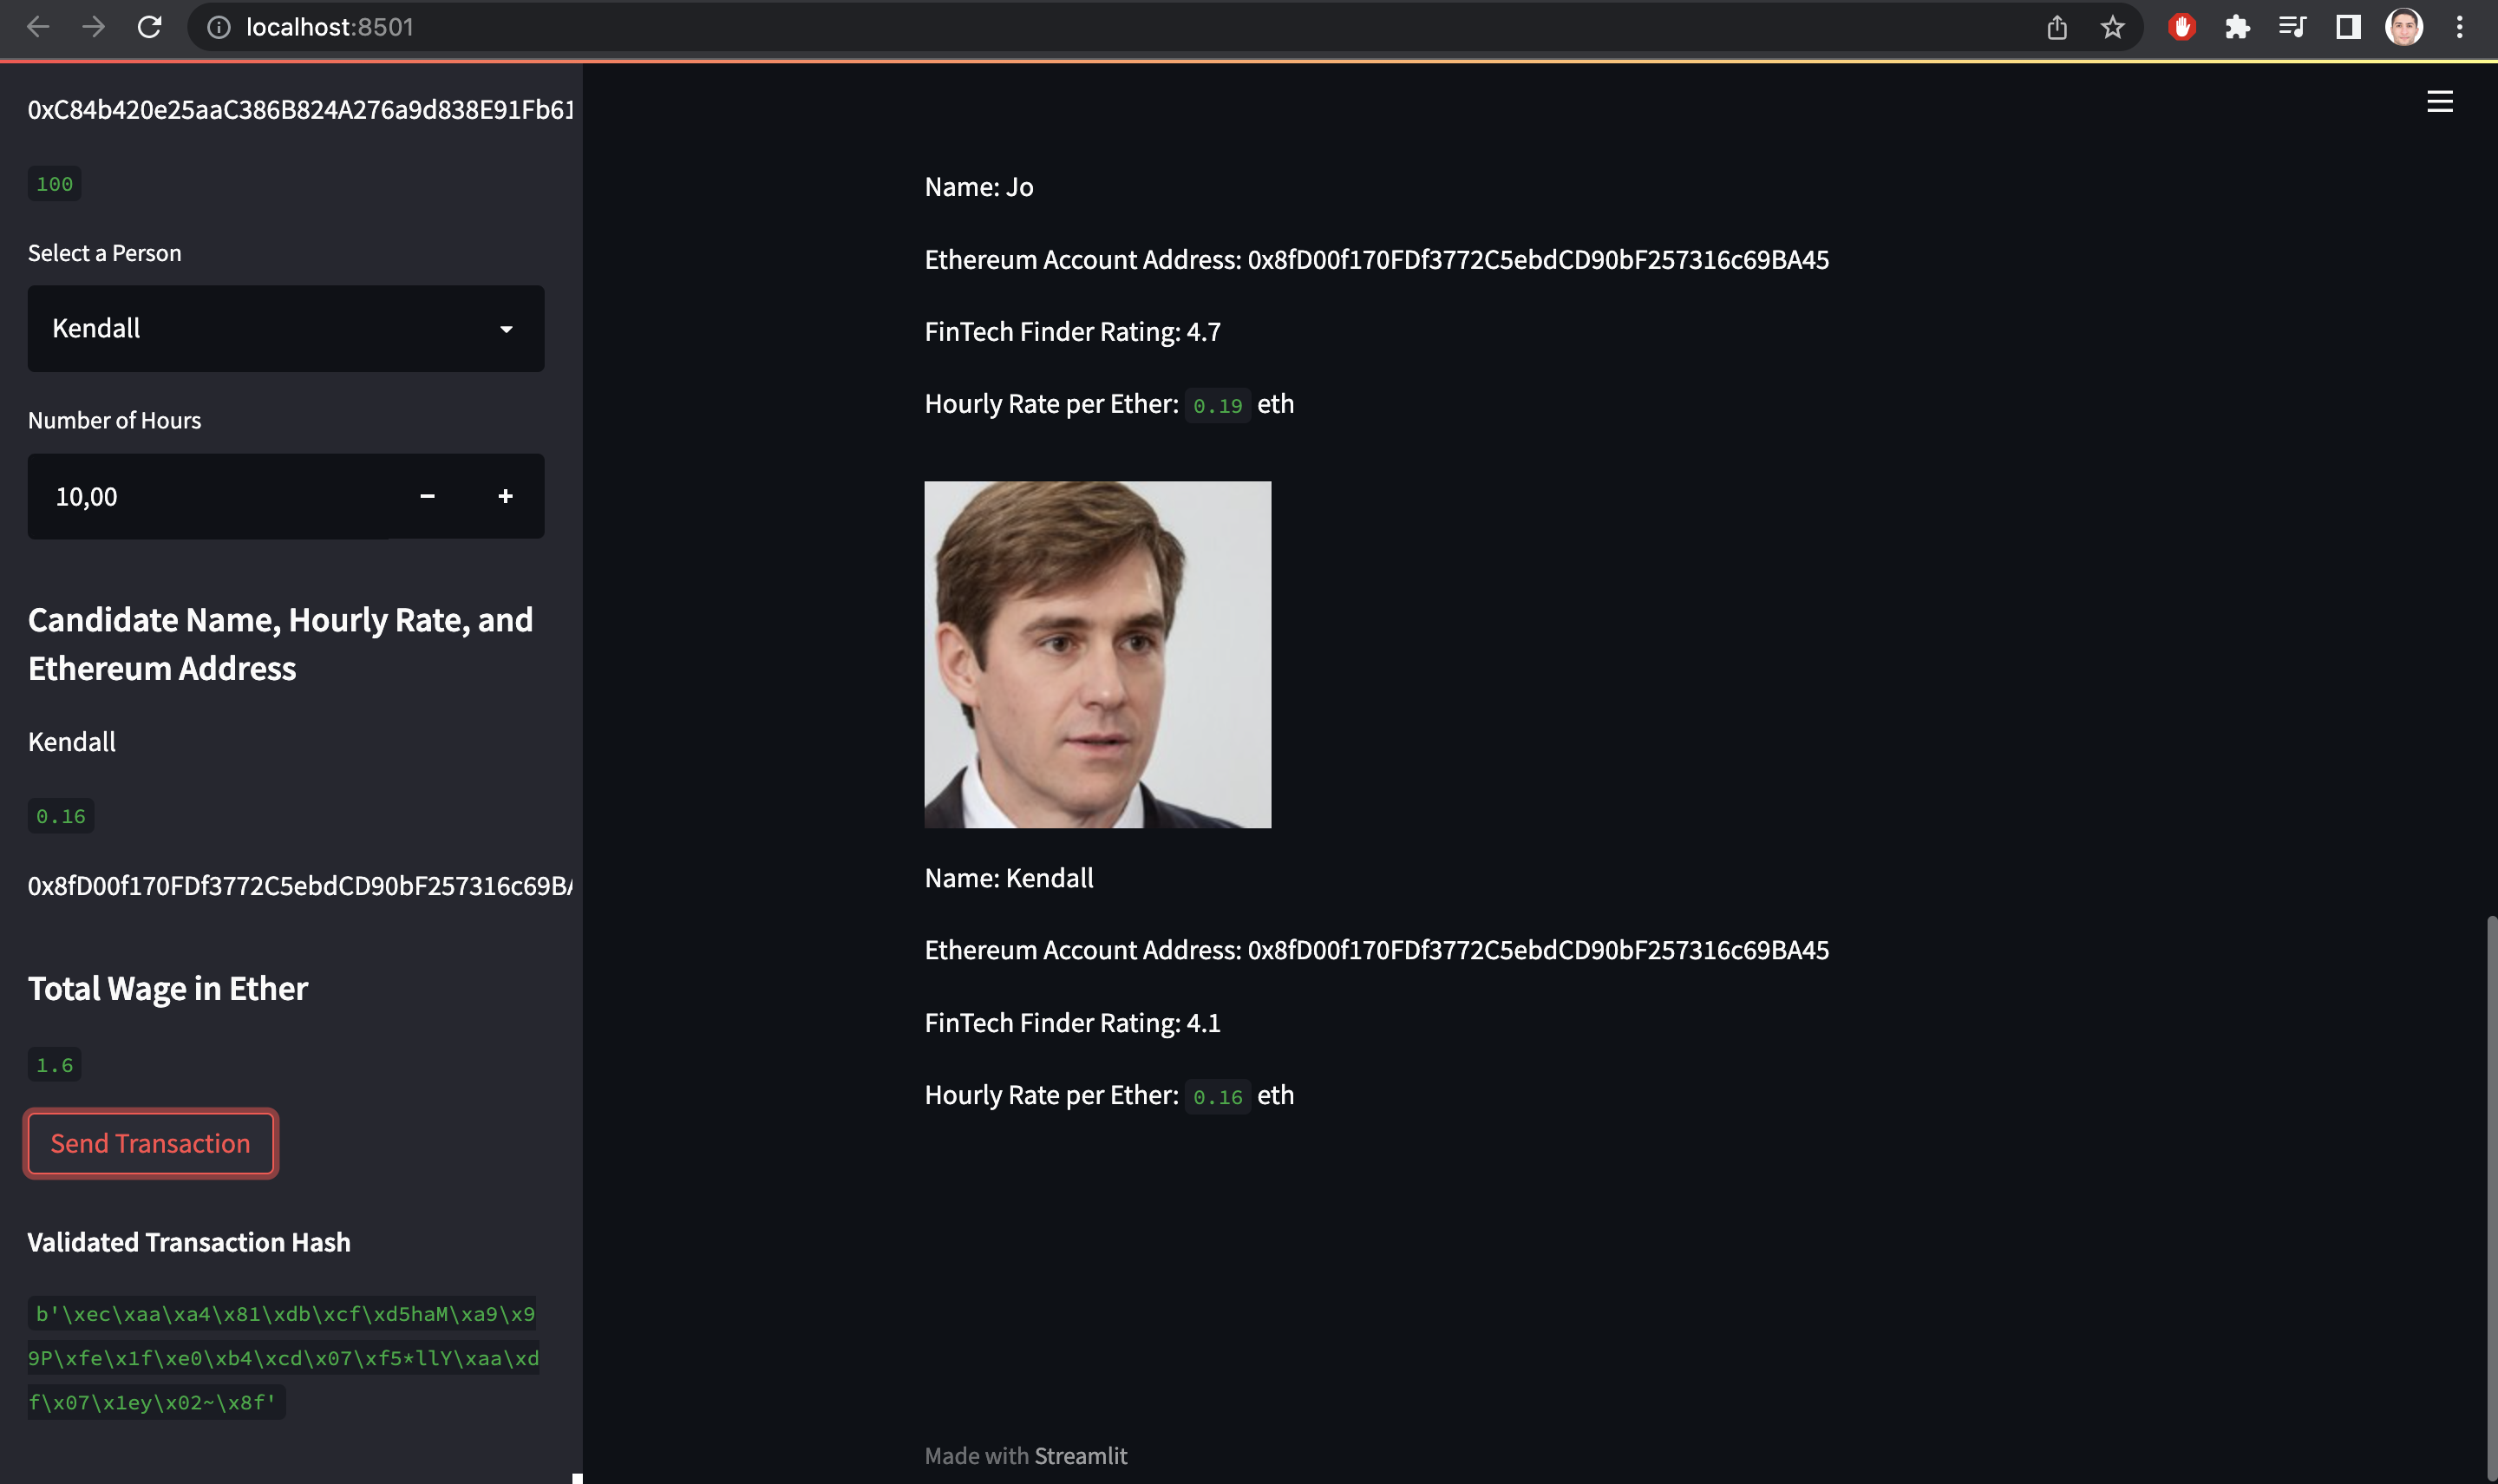 localhost:8501
0xC84b420e25aaC386B824A276a9d838E91Fb61
100
Select a Person
Kendall
Number of Hours
10,00
Candidate Name, Hourly Rate, and
Ethereum Address
Kendall
0.16
0x8fD00f170FDf3772C5ebdCD90bF257316c69BA
Total Wage in Ether
1.6
Send Transaction
Validated Transaction Hash
b'\xec\xaa\xa4\x81\xdb\xcf\xd5haM\xa9\x9
9P\xfe\x1f\xe0\xb4\xcd\x07\xf5*llY\xaa\xd
f\x07\x1ey\x02~\x8f'
Name: Jo
Ethereum Account Address: 0x8fD00f170FDf3772C5ebdCD90bF257316c69BA45
FinTech Finder Rating: 4.7
Hourly Rate per Ether: 0.19 eth
Name: Kendall
Ethereum Account Address: 0x8fD00f170FDf3772C5ebdCD90bF257316c69BA45
FinTech Finder Rating: 4.1
Hourly Rate per Ether: 0.16 eth
Made with Streamlit